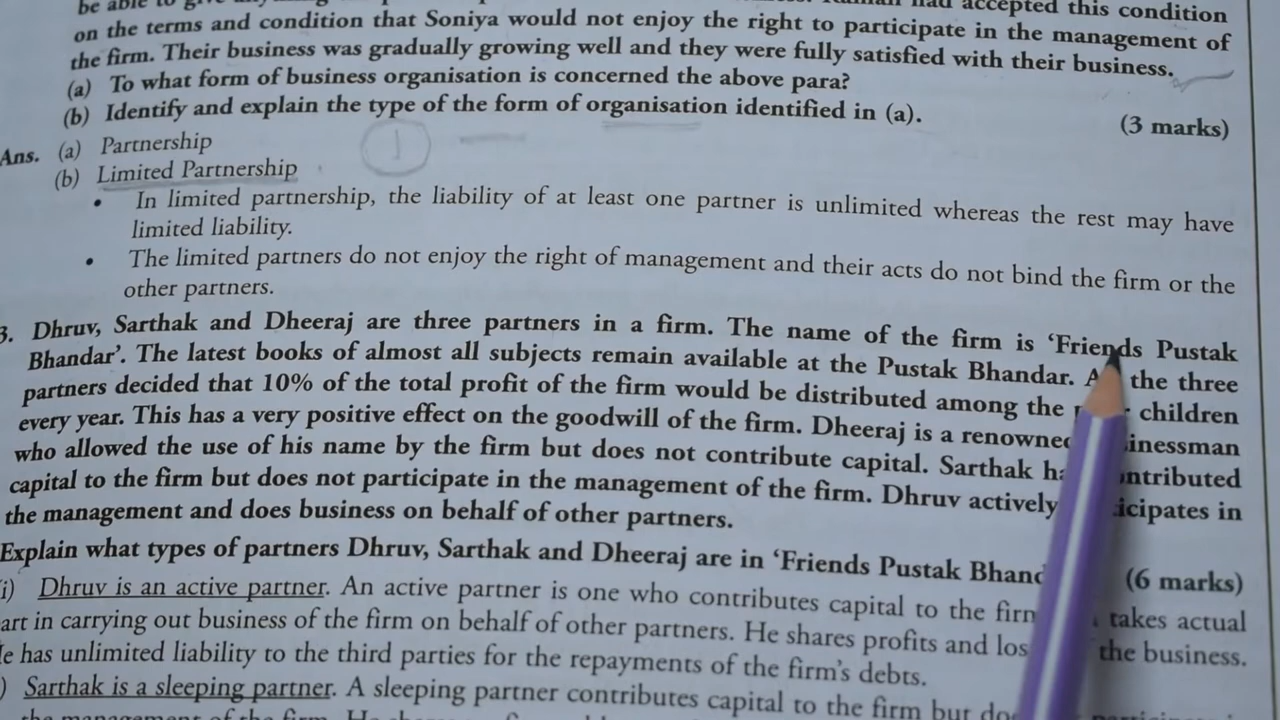 accepted this condition
on the terms and condition that Soniya would not enjoy the right to participate in the management of
the firm. Their business was gradually growing well and they were fully satisfied with their business.
(a) To what form of business organisation is concerned the above para?
(b) Identify and explain the type of the form of organisation identified in (a).
(3 marks)
Ans. (a) Partnership
1
(b) Limited Partnership
• In limited partnership, the liability of at least one partner is unlimited whereas the rest may have
limited liability.
• The limited partners do not enjoy the right of management and their acts do not bind the firm or the
other partners.
3. Dhruv, Sarthak and Dheeraj are three partners in a firm. The name of the firm is ‘Friends Pustak
Bhandar’. The latest books of almost all subjects remain available at the Pustak Bhandar. the three
partners decided that 10% of the total profit of the firm would be distributed among the children
every year. This has a very positive effect on the goodwill of the firm. Dheeraj is a renowned
who allowed the use of his name by the firm but does not contribute capital. Sarthak
capital to the firm but does not participate in the management of the firm. Dhruv actively in
the management and does business on behalf of other partners.
Explain what types of partners Dhruv, Sarthak and Dheeraj are in ‘Friends Pustak
(6 marks)
i) Dhruv is an active partner. An active partner is one who contributes capital to the takes actual
art in carrying out business of the firm on behalf of other partners. He shares profits and the business.
He has unlimited liability to the third parties for the repayments of the firm’s debts.
) Sarthak is a sleeping partner. A sleeping partner contributes capital to the firm but
the management of the firm. He